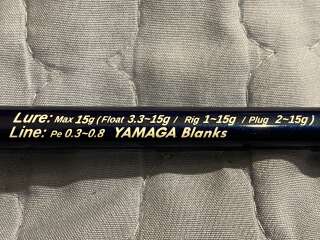 Lure: Max 15g (Float 3.3~15g / Rig 1~15g / Plug 2~15g)
Line: Pe 0.3~0.8 YAMAGA Blanks